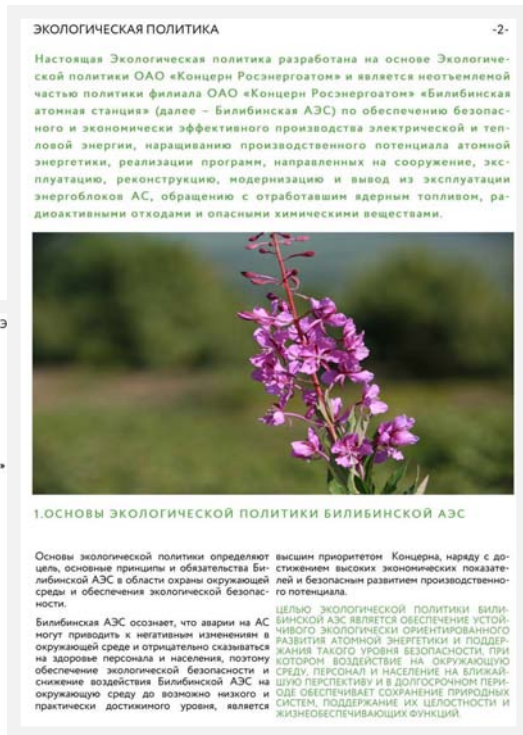 ЭКОЛОГИЧЕСКАЯ ПОЛИТИКА -2-
Настоящая Экологическая политика разработана на основе Экологиче-
ской политики ОАО «Концерн Росэнергоатом» и является неотъемлемой
частью политики филиала ОАО «Концерн Росэнергоатом» «Билибинская
атомная станция» (далее – Билибинская АЭС) по обеспечению безопас-
ного и экономически эффективного производства электрической и теп-
ловой энергии, наращиванию производственного потенциала атомной
энергетики, реализации программ, направленных на сооружение, экс-
плуатацию, реконструкцию, модернизацию и вывод из эксплуатации
энергоблоков АС, обращению с отработавшим ядерным топливом, ра-
диоактивными отходами и опасными химическими веществами.
Э
»
1.ОСНОВЫ ЭКОЛОГИЧЕСКОЙ ПОЛИТИКИ БИЛИБИНСКОЙ АЭС
Основы экологической политики определяют
цель, основные принципы и обязательства Би-
либинской АЭС в области охраны окружающей
среды и обеспечения экологической безопас-
ности.
Билибинская АЭС осознает, что аварии на АС
могут приводить к негативным изменениям в
окружающей среде и отрицательно сказываться
на здоровье персонала и населения, поэтому
обеспечение экологической безопасности и
снижение воздействия Билибинской АЭС на
окружающую среду до возможно низкого и
практически достижимого уровня, является
высшим приоритетом Концерна, наряду с до-
стижением высоких экономических показате-
лей и безопасным развитием производственно-
го потенциала.
ЦЕЛЬЮ ЭКОЛОГИЧЕСКОЙ ПОЛИТИКИ БИЛИ-
БИНСКОЙ АЭС ЯВЛЯЕТСЯ ОБЕСПЕЧЕНИЕ УСТОЙ-
ЧИВОГО ЭКОЛОГИЧЕСКИ ОРИЕНТИРОВАННОГО
РАЗВИТИЯ АТОМНОЙ ЭНЕРГЕТИКИ И ПОДДЕР-
ЖАНИЯ ТАКОГО УРОВНЯ БЕЗОПАСНОСТИ, ПРИ
КОТОРОМ ВОЗДЕЙСТВИЕ НА ОКРУЖАЮЩУЮ
СРЕДУ, ПЕРСОНАЛ И НАСЕЛЕНИЕ НА БЛИЖАЙ-
ШУЮ ПЕРСПЕКТИВУ И В ДОЛГОСРОЧНОМ ПЕРИ-
ОДЕ ОБЕСПЕЧИВАЕТ СОХРАНЕНИЕ ПРИРОДНЫХ
СИСТЕМ, ПОДДЕРЖАНИЕ ИХ ЦЕЛОСТНОСТИ И
ЖИЗНЕОБЕСПЕЧИВАЮЩИХ ФУНКЦИЙ.